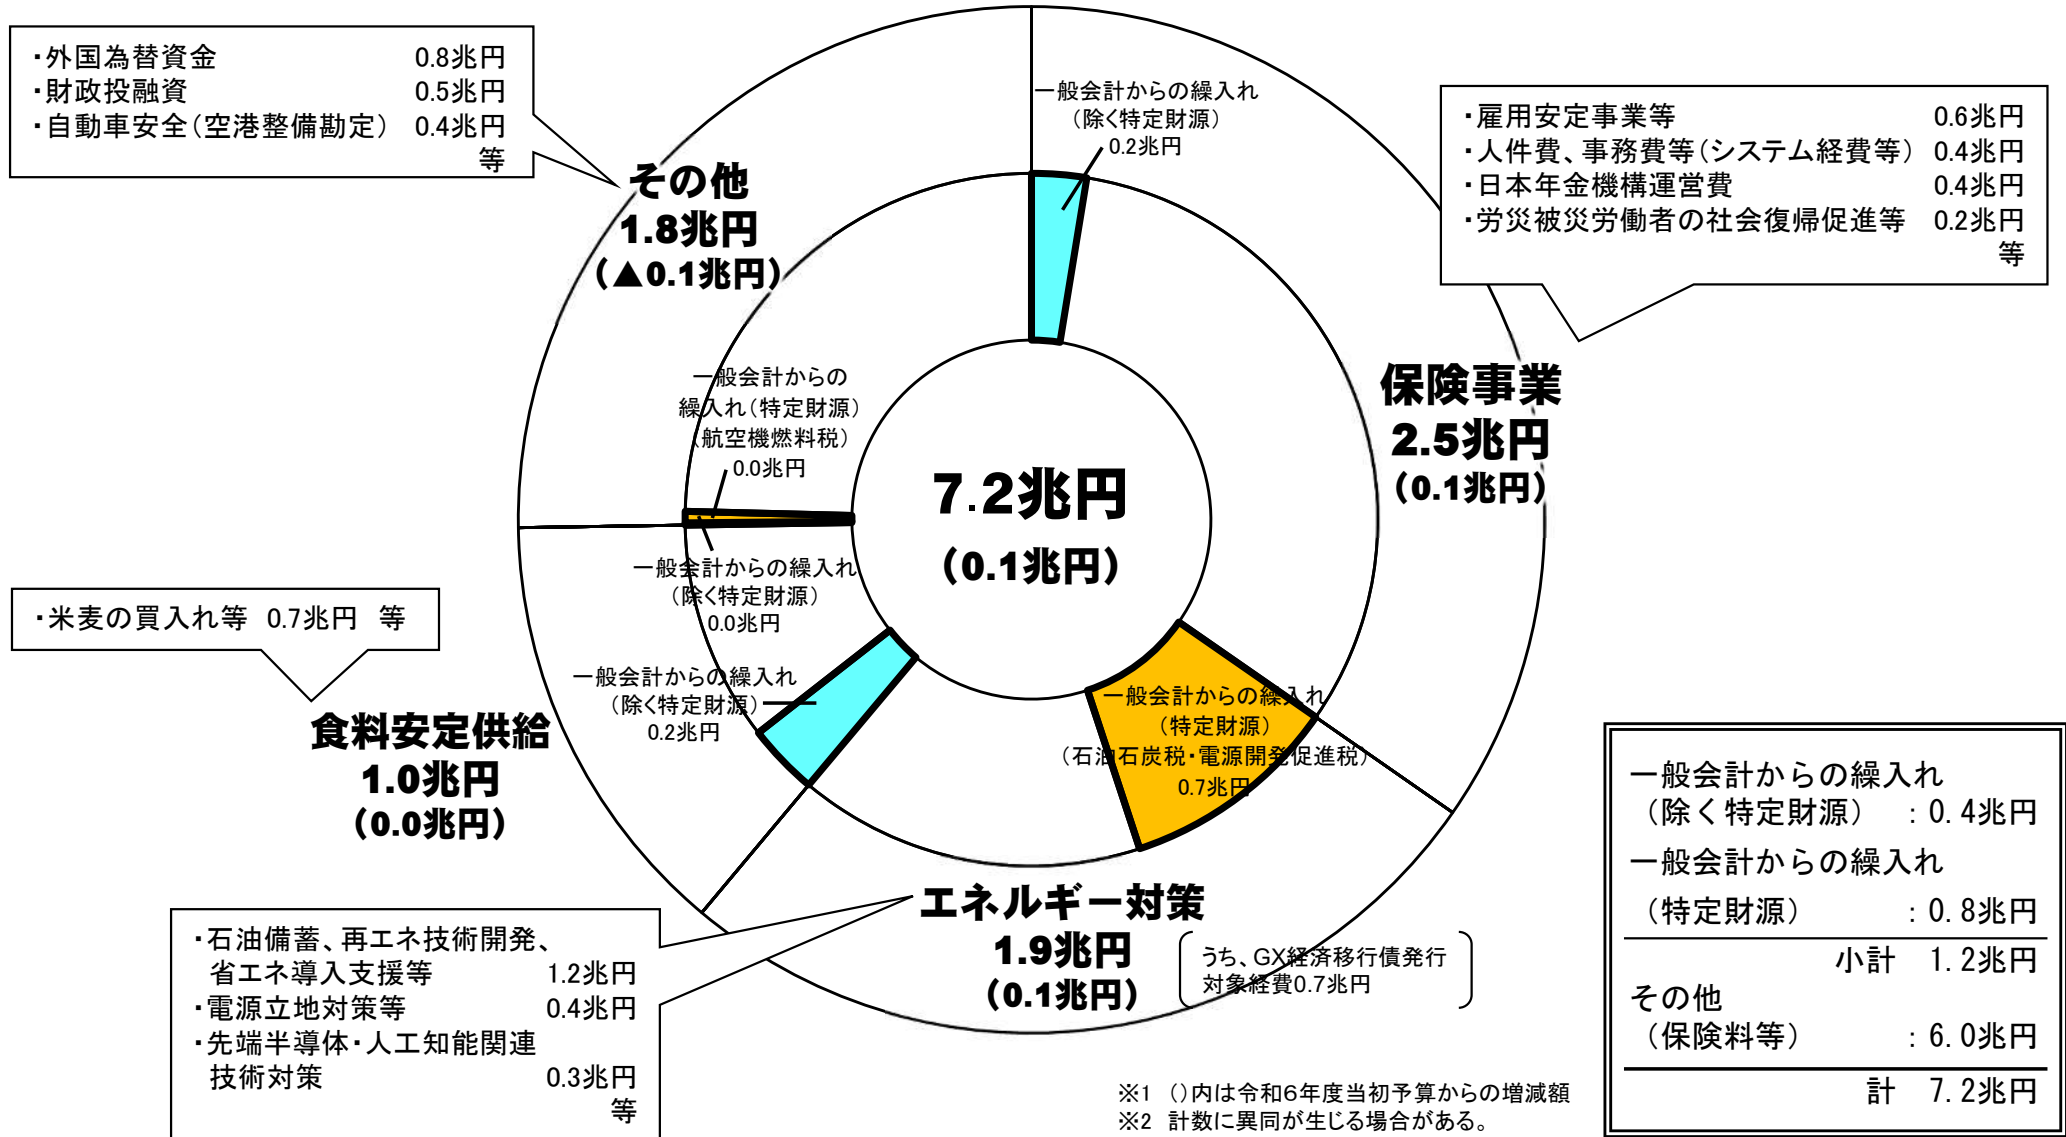 ・外国為替資金 0.8兆円
・財政投融資 0.5兆円
・自動車安全(空港整備勘定) 0.4兆円
等
その他
1.8兆円
(▲0.1兆円)
一般会計からの繰入れ
(除く特定財源)
0.2兆円
・雇用安定事業等 0.6兆円
・人件費、事務費等(システム経費等) 0.4兆円
・日本年金機構運営費 0.4兆円
・労災被災労働者の社会復帰促進等 0.2兆円
等
保険事業
2.5兆円
(0.1兆円)
一般会計からの
繰入れ(特定財源)
(航空機燃料税)
0.0兆円
7.2兆円
(0.1兆円)
一般会計からの繰入れ
(除く特定財源)
0.0兆円
・米麦の買入れ等 0.7兆円 等
食料安定供給
1.0兆円
(0.0兆円)
一般会計からの繰入れ
(除く特定財源)
0.2兆円
一般会計からの繰入れ
(特定財源)
(石油石炭税・電源開発促進税)
0.7兆円
エネルギー対策
1.9兆円
(0.1兆円)
うち、GX経済移行債発行
対象経費0.7兆円
・石油備蓄、再エネ技術開発、
省エネ導入支援等 1.2兆円
・電源立地対策等 0.4兆円
・先端半導体・人工知能関連
技術対策 0.3兆円
等
一般会計からの繰入れ
(除く特定財源) :0.4兆円
一般会計からの繰入れ
(特定財源) :0.8兆円
小計 1.2兆円
その他
(保険料等) :6.0兆円
計 7.2兆円
※1 ()内は令和6年度当初予算からの増減額
※2 計数に異同が生じる場合がある。